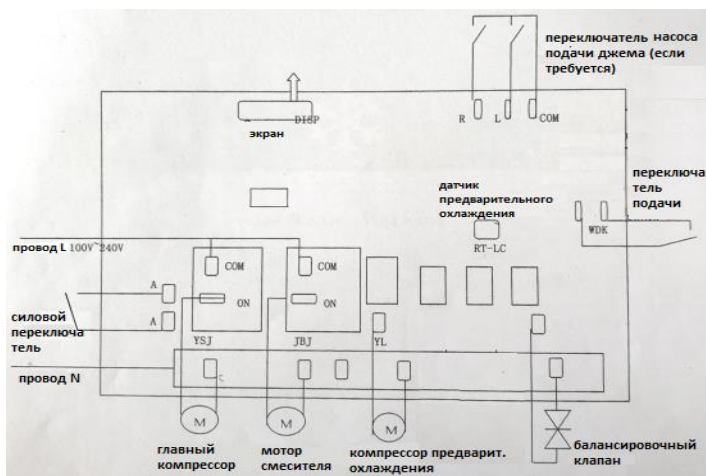 переключатель насоса
подачи джема (если
требуется)
R L COM
DISP
экран
датчик
предварительного
охлаждения
переключа
тель
подачи
WDK
RT-LC
провод L 100V~240V
COM
COM
A
ON
ON
силовой
переключа
тель
A
YSJ
JBJ
YL
провод N
C
M
M
M
главный
компрессор
мотор
смесителя
компрессор предварит.
охлаждения
балансировочный
клапан